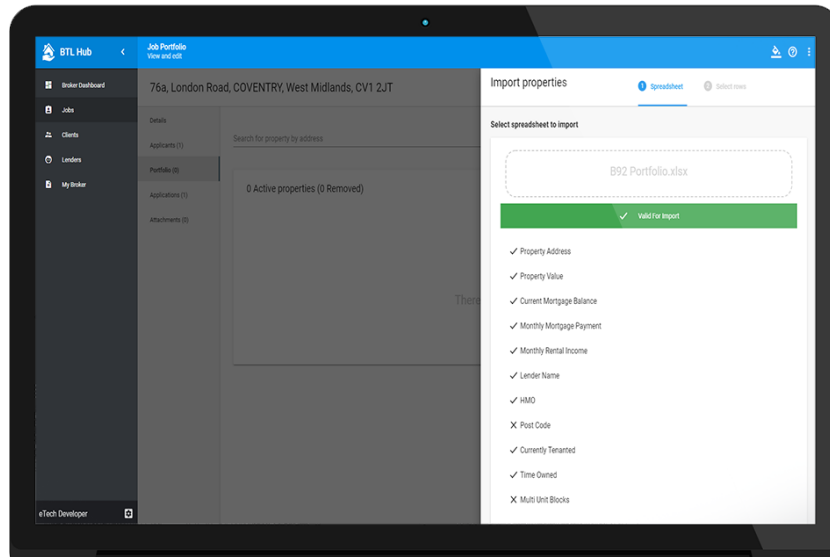 BTL Hub
Broker Dashboard
Jobs
Clients
Lenders
My Broker
eTech Developer
Job Portfolio
View and edit
76a, London Road, COVENTRY, West Midlands, CV1 2JT
Details
Applicants (1)
Portfolio (0)
Applications (1)
Attachments (0)
Search for property by address
0 Active properties (0 Removed)
There
Import properties
1 Spreadsheet
2 Select rows
Select spreadsheet to import
B92 Portfolio.xlsx
Valid For Import
Property Address
Property Value
Current Mortgage Balance
Monthly Mortgage Payment
Monthly Rental Income
Lender Name
HMO
Post Code
Currently Tenanted
Time Owned
Multi Unit Blocks